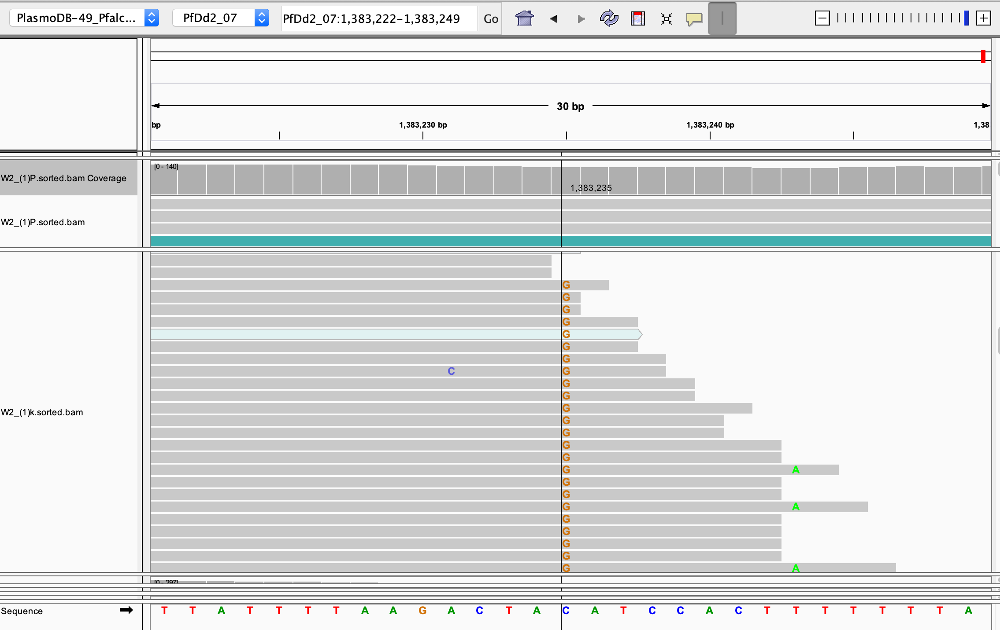 PlasmoDB-49_Pfalc... PfDd2_07 PfDd2_07:1,383,222-1,383,249 Go
30 bp
bp 1,383,230 bp 1,383,240 bp 1,38
[0 - 140]
W2_(1)P.sorted.bam Coverage
1,383,235
W2_(1)P.sorted.bam
G
G
G
G
G
G
G
C G
G
G
G
W2_(1)k.sorted.bam
G
G
G
G
G A
G
G
G A
G
G
G
G
G A
[0 - 297]
Sequence T T A T T T T A A G A C T A C A T C C A C T T T T T T A